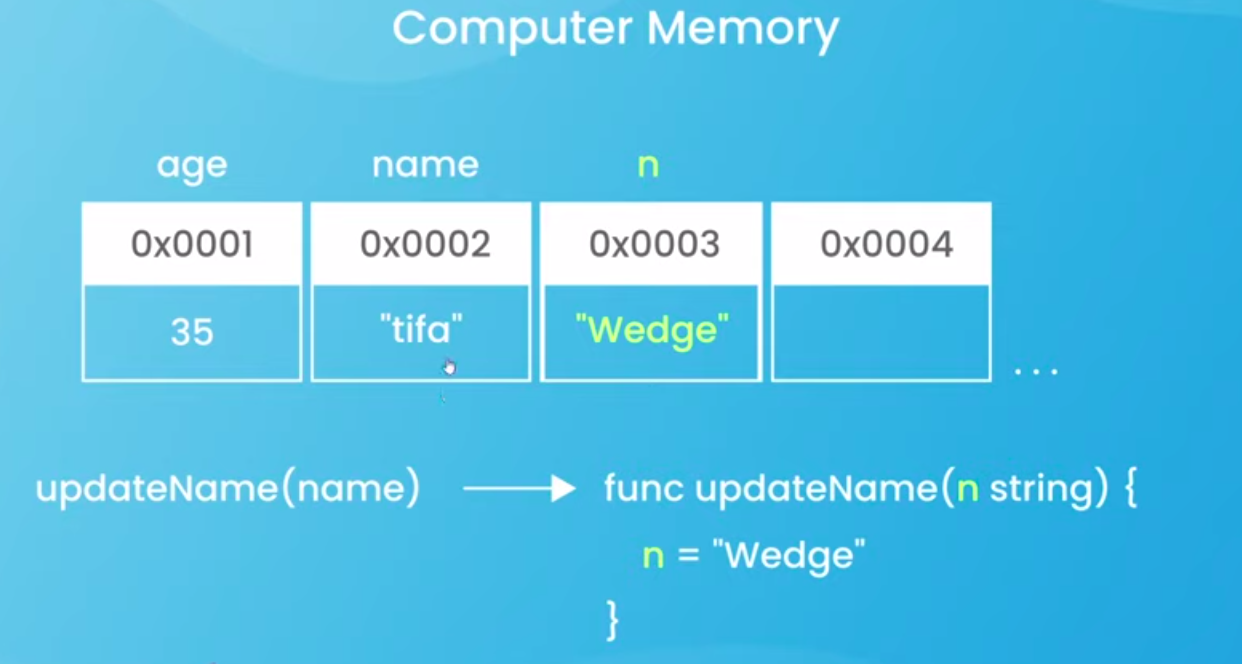 Computer Memory
age name n
0x0001 0x0002 0x0003 0x0004
35 "tifa" "Wedge" ...
updateName(name) → func updateName(n string) {
n = "Wedge"
}